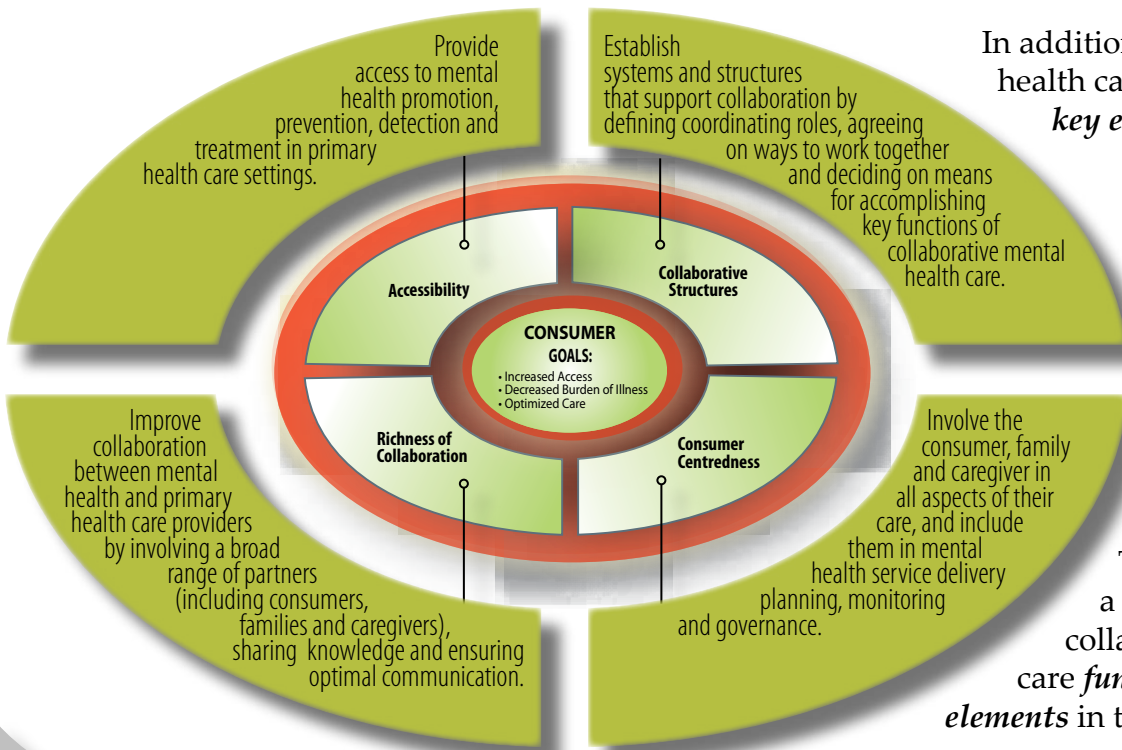 Provide
access to mental
health promotion,
prevention, detection and
treatment in primary
health care settings.
Establish
systems and structures
that support collaboration by
defining coordinating roles, agreeing
on ways to work together
and deciding on means
for accomplishing
key functions of
collaborative mental
health care.
In addition
health ca
key e
Accessibility
Collaborative
Structures
CONSUMER
GOALS:
• Increased Access
• Decreased Burden of Illness
• Optimized Care
Richness of
Collaboration
Consumer
Centredness
Improve
collaboration
between mental
health and primary
health care providers
by involving a broad
range of partners
(including consumers,
families and caregivers),
sharing knowledge and ensuring
optimal communication.
Involve the
consumer, family
and caregiver in
all aspects of their
care, and include
them in mental
health service delivery
planning, monitoring
and governance.
a
colla
care fun
elements in t